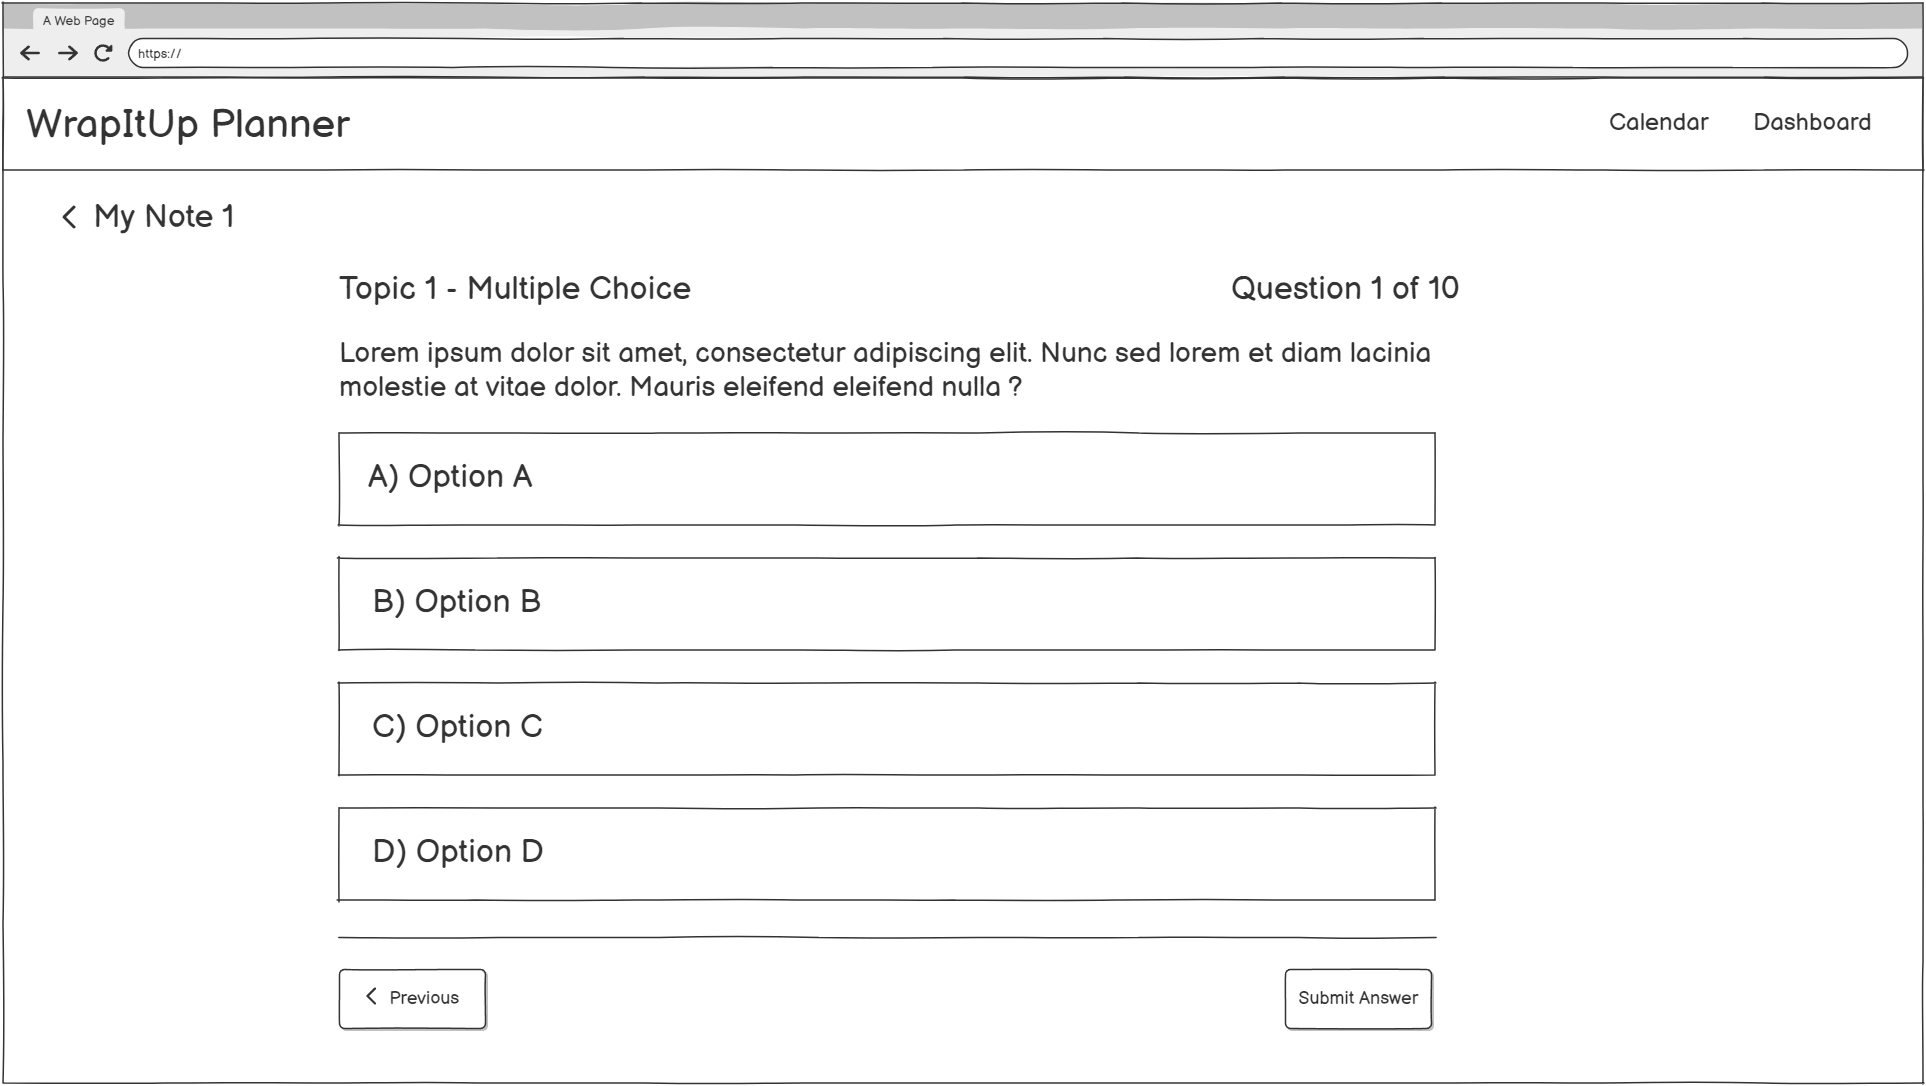 A Web Page
https://
WrapItUp Planner
Calendar
Dashboard
My Note 1
Topic 1 - Multiple Choice
Question 1 of 10
Lorem ipsum dolor sit amet, consectetur adipiscing elit. Nunc sed lorem et diam lacinia
molestie at vitae dolor. Mauris eleifend eleifend nulla ?
A) Option A
B) Option B
C) Option C
D) Option D
Previous
Submit Answer